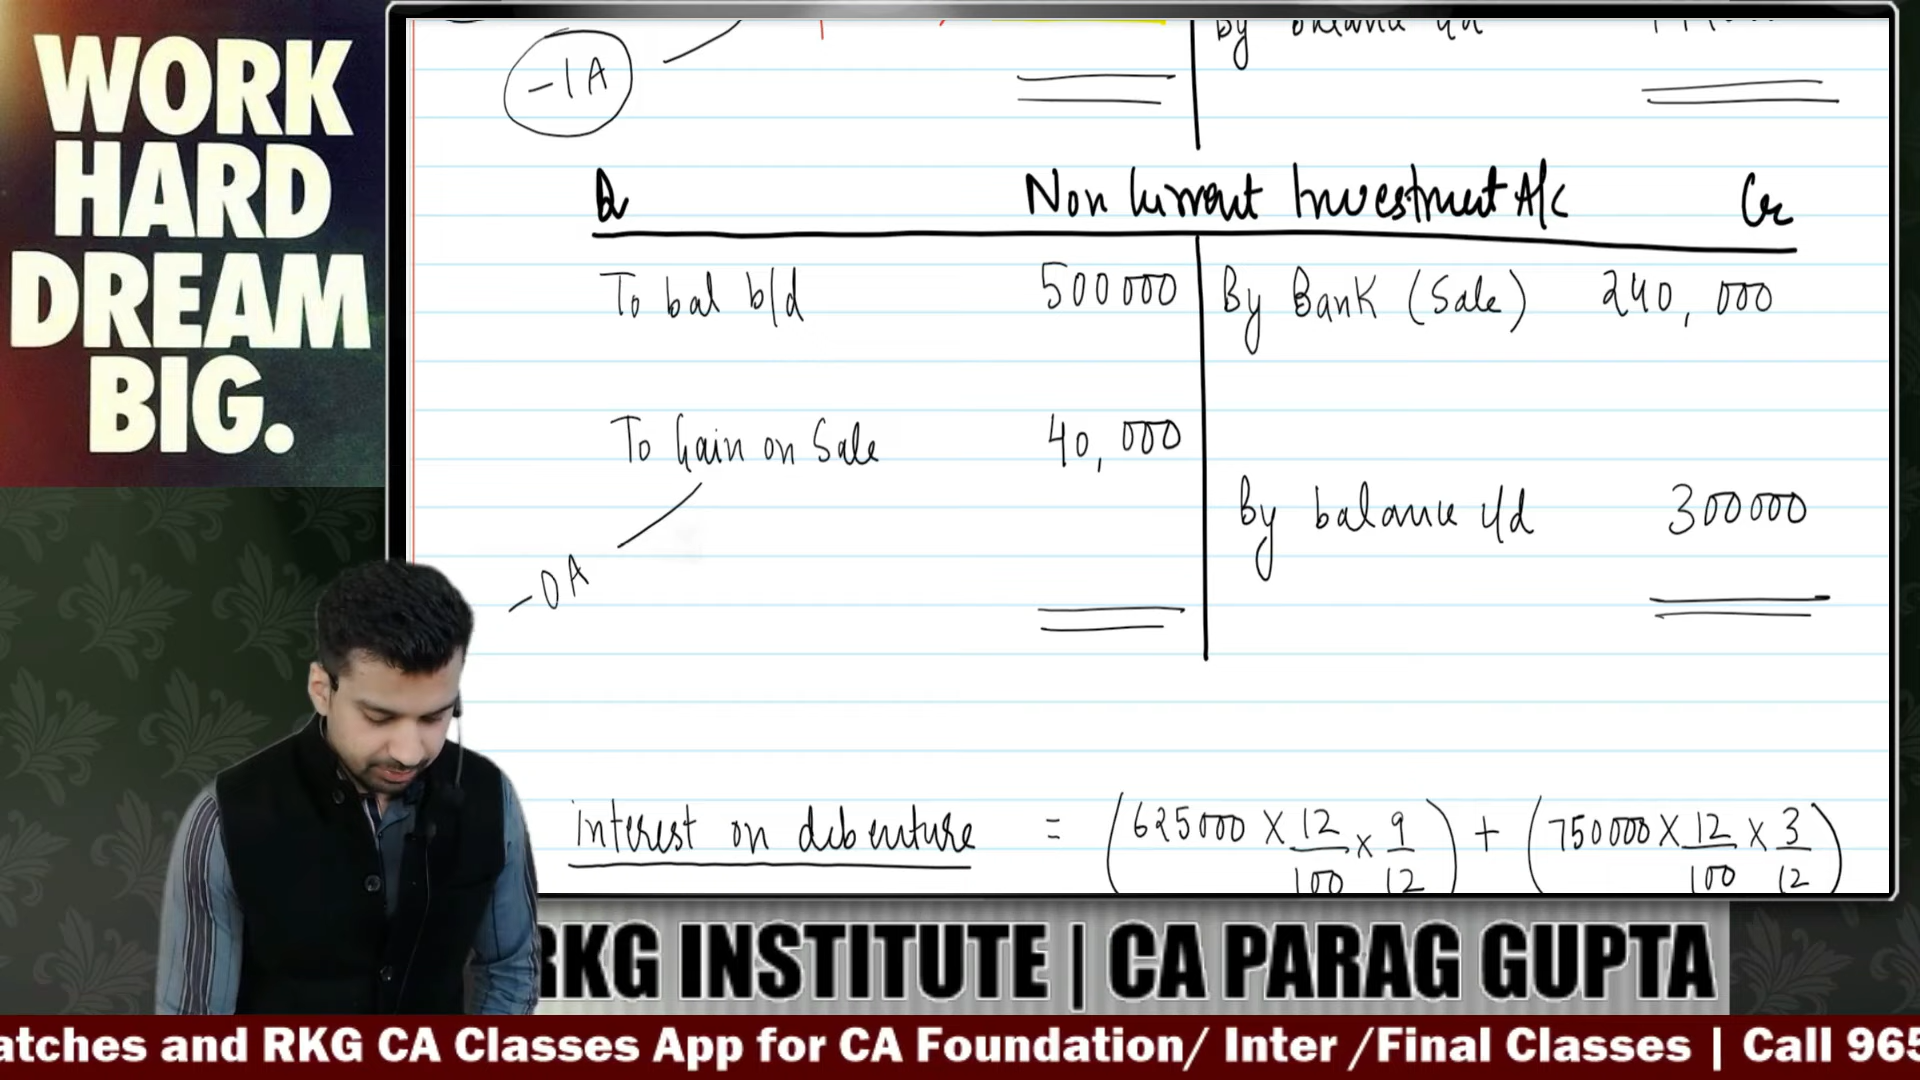 WORK
HARD
DREAM
BIG.
-IA
By balance c/d
Dr Non Current Investment A/c Cr
To bal b/d 500000 By Bank (Sale) 240,000
To Gain on Sale 40,000
By balance c/d 300000
-OA
interest on debenture = (625000 X 12/100 x 9/12) + (750000 X 12/100 x 3/12)
RKG INSTITUTE | CA PARAG GUPTA
atches and RKG CA Classes App for CA Foundation/ Inter /Final Classes | Call 965